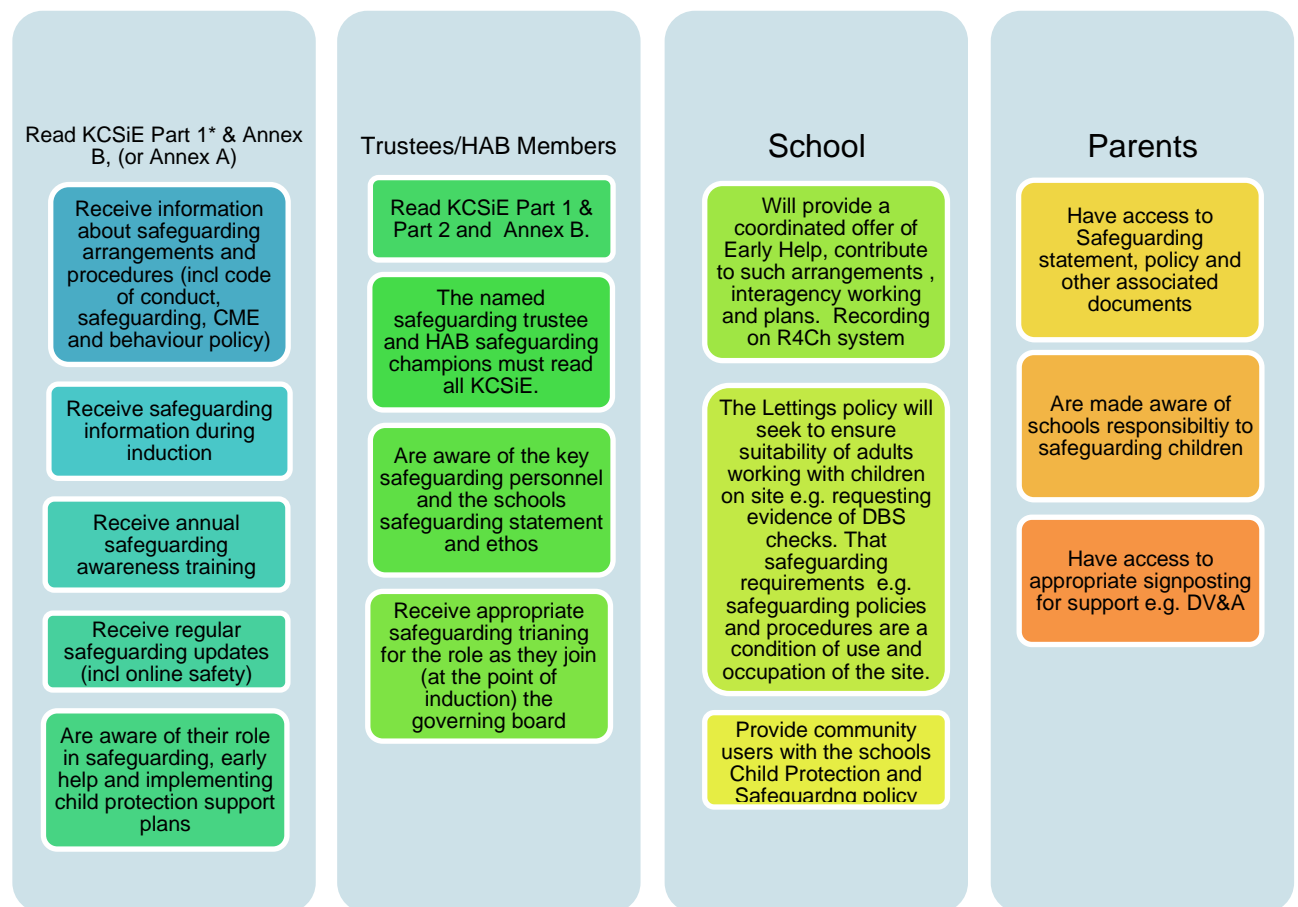 Read KCSiE Part 1* & Annex
B, (or Annex A)
Receive information
about safeguarding
arrangements and
procedures (incl code
of conduct,
safeguarding, CME
and behaviour policy)
Receive safeguarding
information during
induction
Receive annual
safeguarding
awareness training
Receive regular
safeguarding updates
(incl online safety)
Are aware of their role
in safeguarding, early
help and implementing
child protection support
plans
Trustees/HAB Members
Read KCSiE Part 1 &
Part 2 and Annex B.
The named
safeguarding trustee
and HAB safeguarding
champions must read
all KCSiE.
Are aware of the key
safeguarding personnel
and the schools
safeguarding statement
and ethos
Receive appropriate
safeguarding trianing
for the role as they join
(at the point of
induction) the
governing board
School
Will provide a
coordinated offer of
Early Help, contribute
to such arrangements ,
interagency working
and plans. Recording
on R4Ch system
The Lettings policy will
seek to ensure
suitability of adults
working with children
on site e.g. requesting
evidence of DBS
checks. That
safeguarding
requirements e.g.
safeguarding policies
and procedures are a
condition of use and
occupation of the site.
Provide community
users with the schools
Child Protection and
Safeguardng policy
Parents
Have access to
Safeguarding
statement, policy and
other associated
documents
Are made aware of
schools responsibiltiy to
safeguarding children
Have access to
appropriate signposting
for support e.g. DV&A